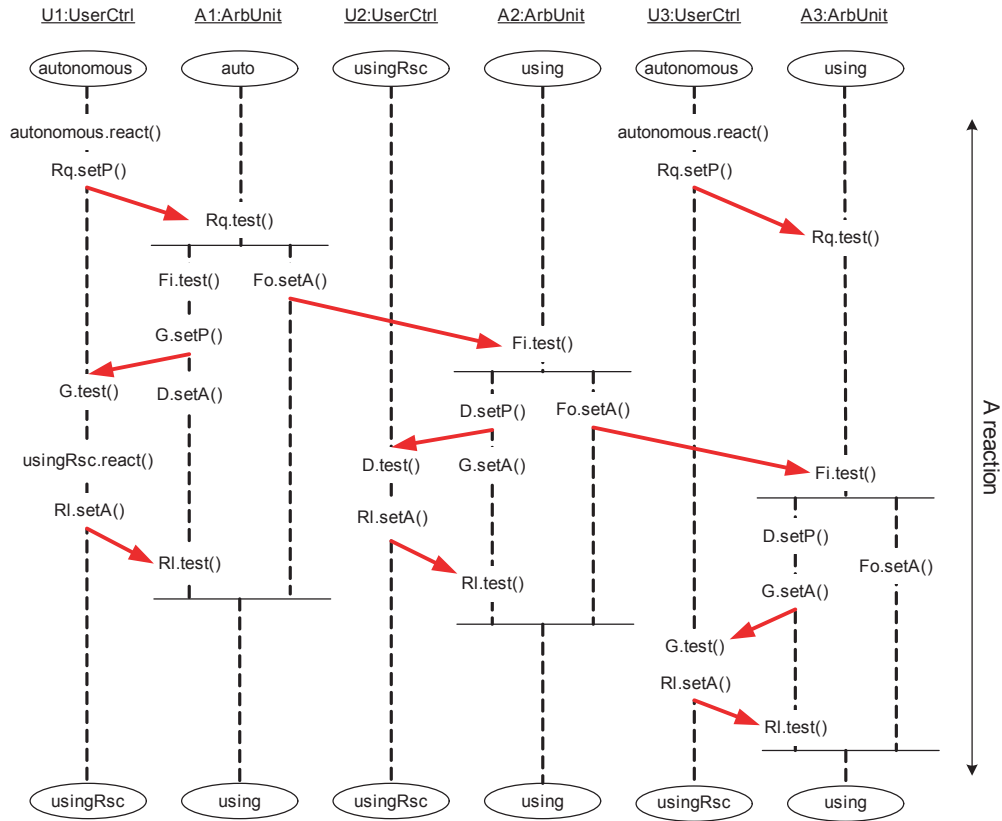 U1:UserCtrl A1:ArbUnit U2:UserCtrl A2:ArbUnit U3:UserCtrl A3:ArbUnit
autonomous auto usingRsc using autonomous using
autonomous.react() autonomous.react()
Rq.setP() Rq.setP()
Rq.test()
Rq.test()
Fi.test() Fo.setA()
G.setP()
Fi.test()
G.test() D.setA()
D.setP() Fo.setA()
usingRsc.react() D.test() G.setA()
Fi.test()
Rl.setA() Rl.setA()
D.setP()
Rl.test()
Fo.setA()
Rl.test()
G.setA()
G.test()
Rl.setA()
Rl.test()
usingRsc using usingRsc using usingRsc using
A reaction